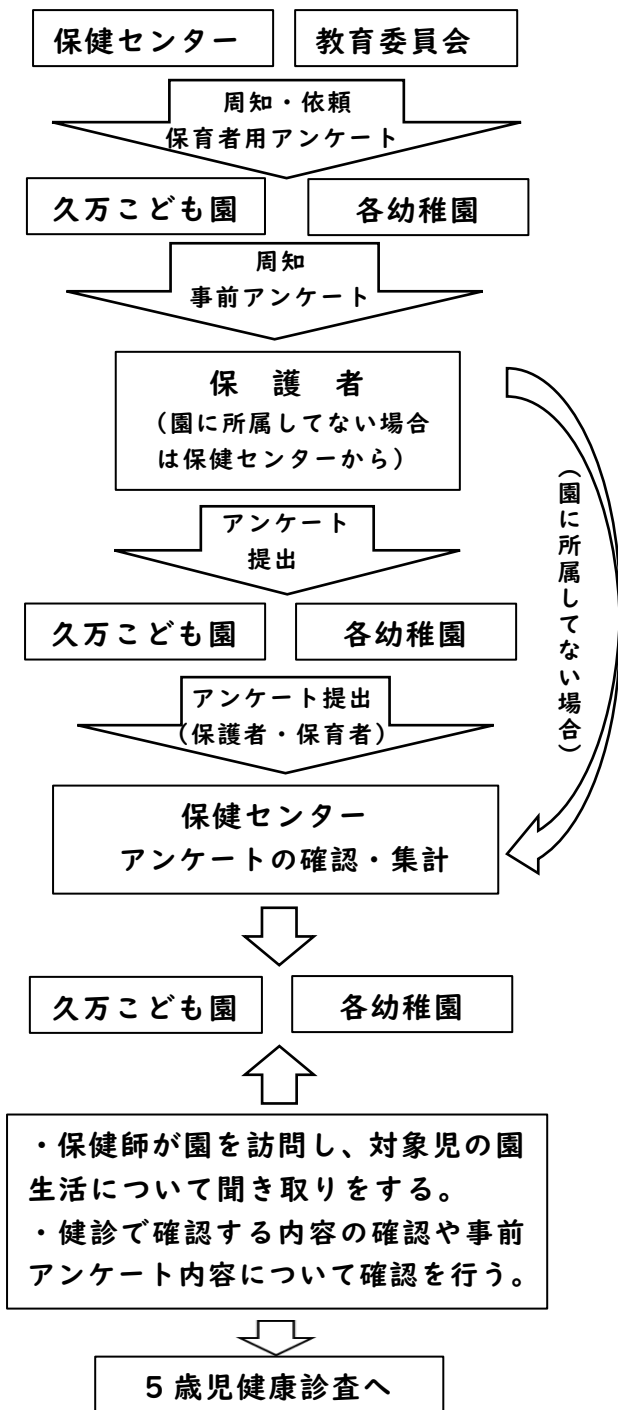 保健センター
教育委員会
周知・依頼
保育者用アンケート
久万こども園
各幼稚園
周知
事前アンケート
保　護　者
（園に所属してない場合
は保健センターから）
（園に所属してない場合）
アンケート
提出
久万こども園
各幼稚園
アンケート提出
（保護者・保育者）
保健センター
アンケートの確認・集計
久万こども園
各幼稚園
・保健師が園を訪問し、対象児の園
生活について聞き取りをする。
・健診で確認する内容の確認や事前
アンケート内容について確認を行う。
5 歳児健康診査へ